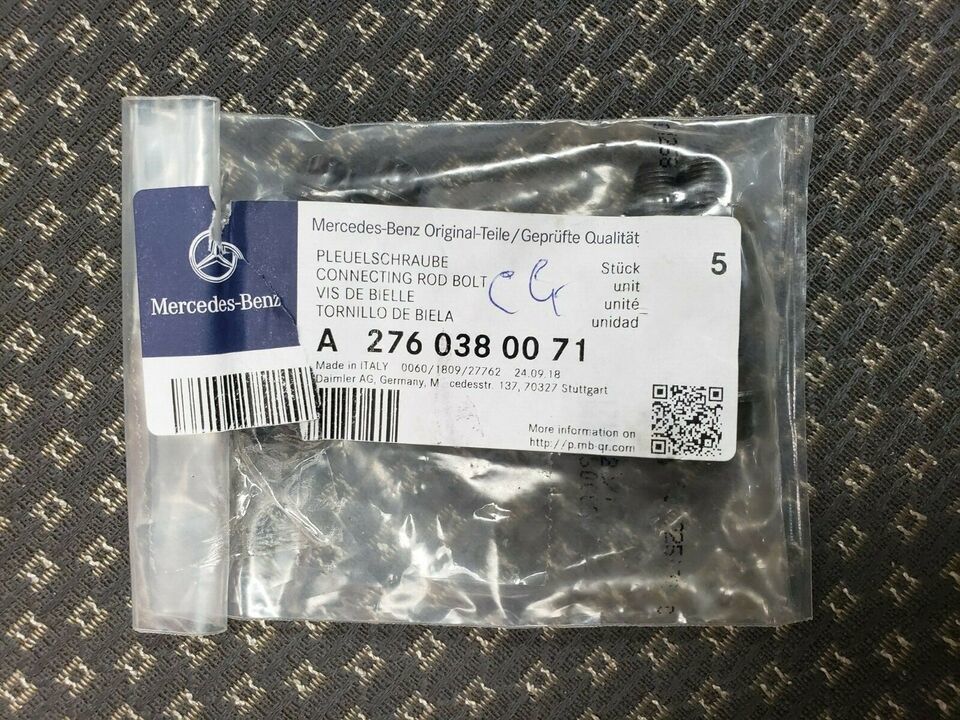 Mercedes-Benz
Mercedes-Benz Original-Teile/Geprüfte Qualität
PLEUELSCHRAUBE
CONNECTING ROD BOLT
VIS DE BIELLE
TORNILLO DE BIELA
Stück 5
unit
unité
unidad
A 276 038 00 71
Made in ITALY 0060/1809/27762 24.09.18
Daimler AG, Germany, M cedesstr. 137, 70327 Stuttgart
More information on
http://p.mb-qr.com